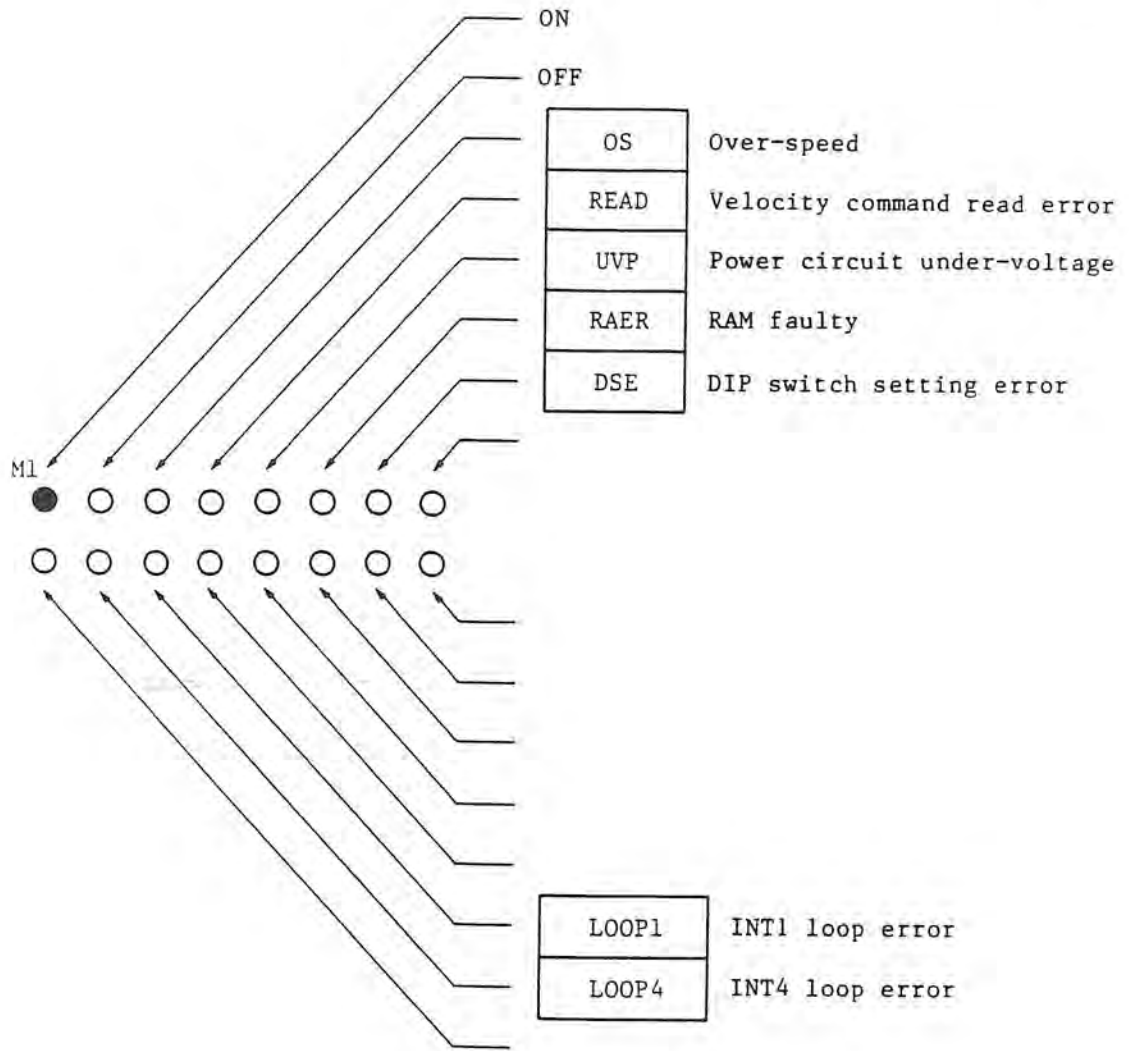 ON
OFF
OS Over-speed
READ Velocity command read error
UVP Power circuit under-voltage
RAER RAM faulty
DSE DIP switch setting error
M1
LOOP1 INT1 loop error
LOOP4 INT4 loop error